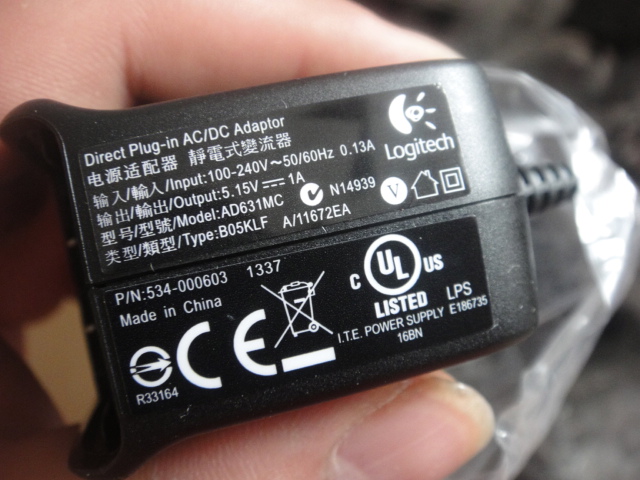 Direct Plug-in AC/DC Adaptor
电源适配器 靜電式變流器
输入/輸入/Input:100-240V～50/60Hz 0.13A
输出/輸出/Output:5.15V⎓1A
型号/型號/Model:AD631MC
类型/類型/Type:B05KLF A/11672EA
N14939
V
Logitech
P/N:534-000603 1337
Made in China
R33164
CE
C UL US
LISTED
LPS
I.T.E. POWER SUPPLY E186735
16BN